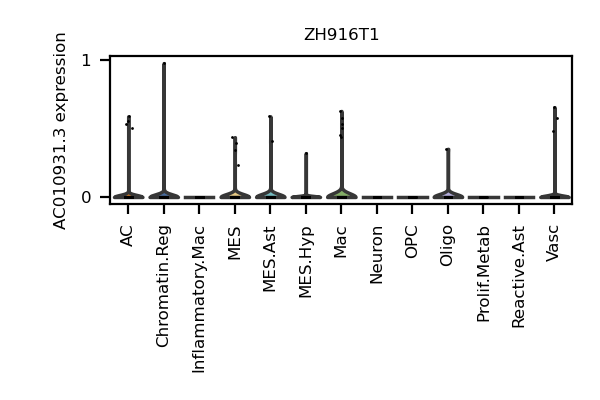 ZH916T1
AC010931.3 expression
1
0
AC
Chromatin.Reg
Inflammatory.Mac
MES
MES.Ast
MES.Hyp
Mac
Neuron
OPC
Oligo
Prolif.Metab
Reactive.Ast
Vasc